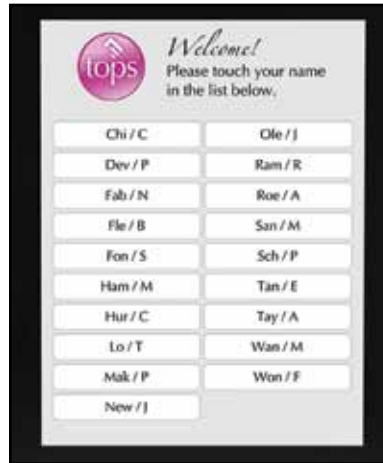 tops
Welcome!
Please touch your name
in the list below.
Chi / C
Dev / P
Fab / N
Fle / B
Fon / S
Ham / M
Hur / C
Lo / T
Mak / P
New / J
Ole / J
Ram / R
Roe / A
San / M
Sch / P
Tan / E
Tay / A
Wan / M
Won / F